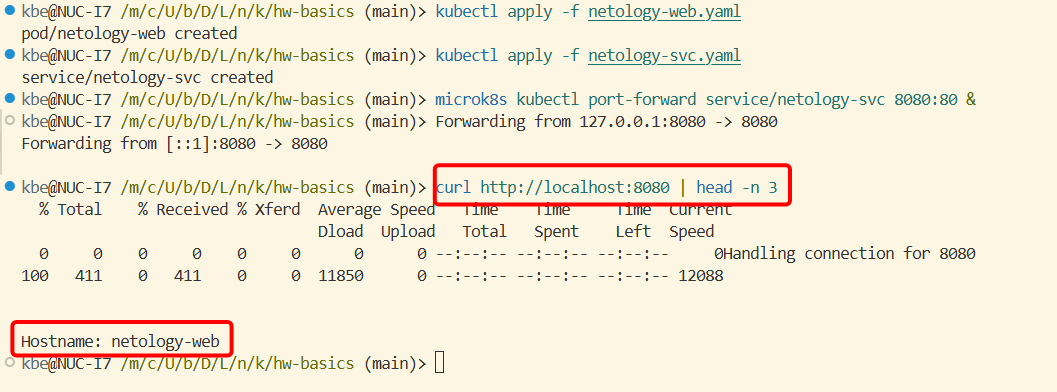 kbe@NUC-I7 /m/c/U/b/D/L/n/k/hw-basics (main)> kubectl apply -f netology-web.yaml
pod/netology-web created
kbe@NUC-I7 /m/c/U/b/D/L/n/k/hw-basics (main)> kubectl apply -f netology-svc.yaml
service/netology-svc created
kbe@NUC-I7 /m/c/U/b/D/L/n/k/hw-basics (main)> microk8s kubectl port-forward service/netology-svc 8080:80 &
kbe@NUC-I7 /m/c/U/b/D/L/n/k/hw-basics (main)> Forwarding from 127.0.0.1:8080 -> 8080
Forwarding from [::1]:8080 -> 8080
kbe@NUC-I7 /m/c/U/b/D/L/n/k/hw-basics (main)> curl http://localhost:8080 | head -n 3
% Total % Received % Xferd Average Speed Time Time Time Current
Dload Upload Total Spent Left Speed
0 0 0 0 0 0 0 0 --:--:-- --:--:-- --:--:-- 0Handling connection for 8080
100 411 0 411 0 0 11850 0 --:--:-- --:--:-- --:--:-- 12088
Hostname: netology-web
kbe@NUC-I7 /m/c/U/b/D/L/n/k/hw-basics (main)>